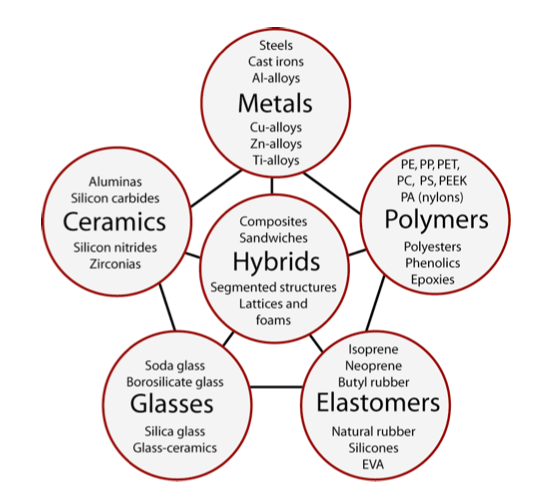 Steels
Cast irons
Al-alloys
Metals
Cu-alloys
Zn-alloys
Ti-alloys
Aluminas
Silicon carbides
Ceramics
Silicon nitrides
Zirconias
Composites
Sandwiches
Hybrids
Segmented structures
Lattices and
foams
PE, PP, PET,
PC, PS, PEEK
PA (nylons)
Polymers
Polyesters
Phenolics
Epoxies
Soda glass
Borosilicate glass
Glasses
Silica glass
Glass-ceramics
Isoprene
Neoprene
Butyl rubber
Elastomers
Natural rubber
Silicones
EVA